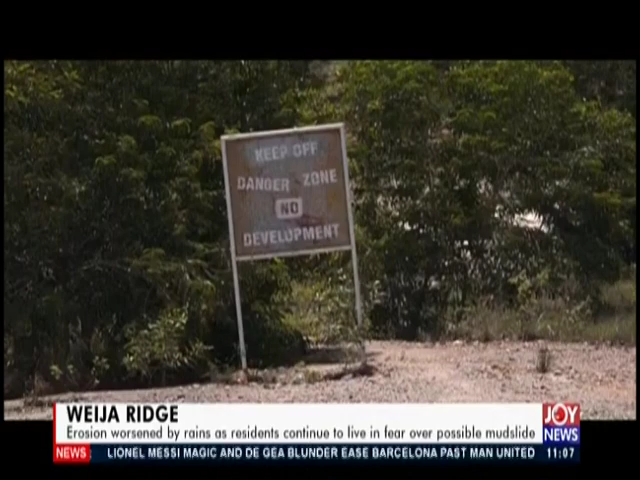 KEEP OFF
DANGER ZONE
NO
DEVELOPMENT
WEIJA RIDGE
Erosion worsened by rains as residents continue to live in fear over possible mudslide
JOY
NEWS
NEWS LIONEL MESSI MAGIC AND DE GEA BLUNDER EASE BARCELONA PAST MAN UNITED 11:07